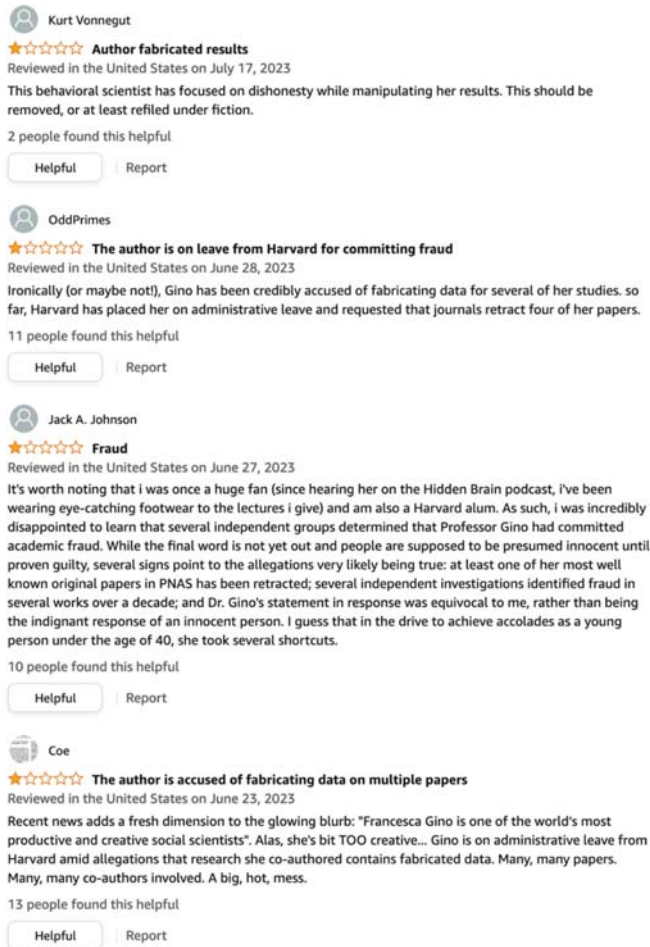 Kurt Vonnegut
Author fabricated results
Reviewed in the United States on July 17, 2023
This behavioral scientist has focused on dishonesty while manipulating her results. This should be
removed, or at least refiled under fiction.
2 people found this helpful
Helpful | Report
OddPrimes
The author is on leave from Harvard for committing fraud
Reviewed in the United States on June 28, 2023
Ironically (or maybe not!), Gino has been credibly accused of fabricating data for several of her studies. so
far, Harvard has placed her on administrative leave and requested that journals retract four of her papers.
11 people found this helpful
Helpful | Report
Jack A. Johnson
Fraud
Reviewed in the United States on June 27, 2023
It's worth noting that i was once a huge fan (since hearing her on the Hidden Brain podcast, i've been
wearing eye-catching footwear to the lectures i give) and am also a Harvard alum. As such, i was incredibly
disappointed to learn that several independent groups determined that Professor Gino had committed
academic fraud. While the final word is not yet out and people are supposed to be presumed innocent until
proven guilty, several signs point to the allegations very likely being true: at least one of her most well
known original papers in PNAS has been retracted; several independent investigations identified fraud in
several works over a decade; and Dr. Gino's statement in response was equivocal to me, rather than being
the indignant response of an innocent person. I guess that in the drive to achieve accolades as a young
person under the age of 40, she took several shortcuts.
10 people found this helpful
Helpful | Report
Coe
The author is accused of fabricating data on multiple papers
Reviewed in the United States on June 23, 2023
Recent news adds a fresh dimension to the glowing blurb: "Francesca Gino is one of the world's most
productive and creative social scientists". Alas, she's bit TOO creative... Gino is on administrative leave from
Harvard amid allegations that research she co-authored contains fabricated data. Many, many papers.
Many, many co-authors involved. A big, hot, mess.
13 people found this helpful
Helpful | Report